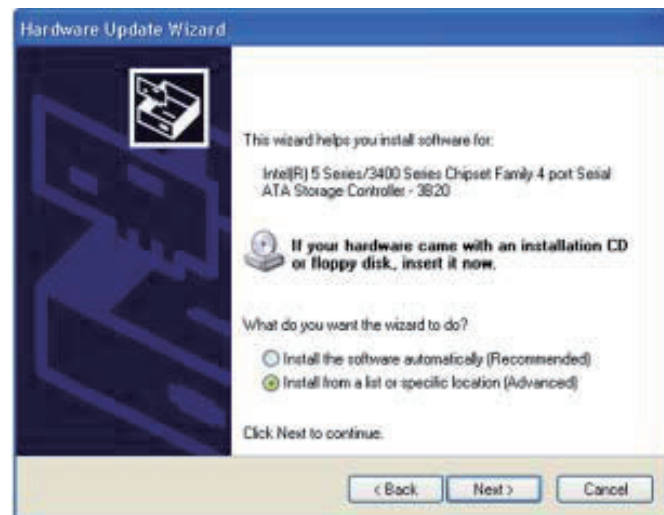 Hardware Update Wizard
This wizard helps you install software for:
Intel(R) 5 Series/3400 Series Chipset Family 4 port Serial
ATA Storage Controller - 3B20
If your hardware came with an installation CD
or floppy disk, insert it now.
What do you want the wizard to do?
Install the software automatically (Recommended)
Install from a list or specific location (Advanced)
Click Next to continue.
< Back Next > Cancel